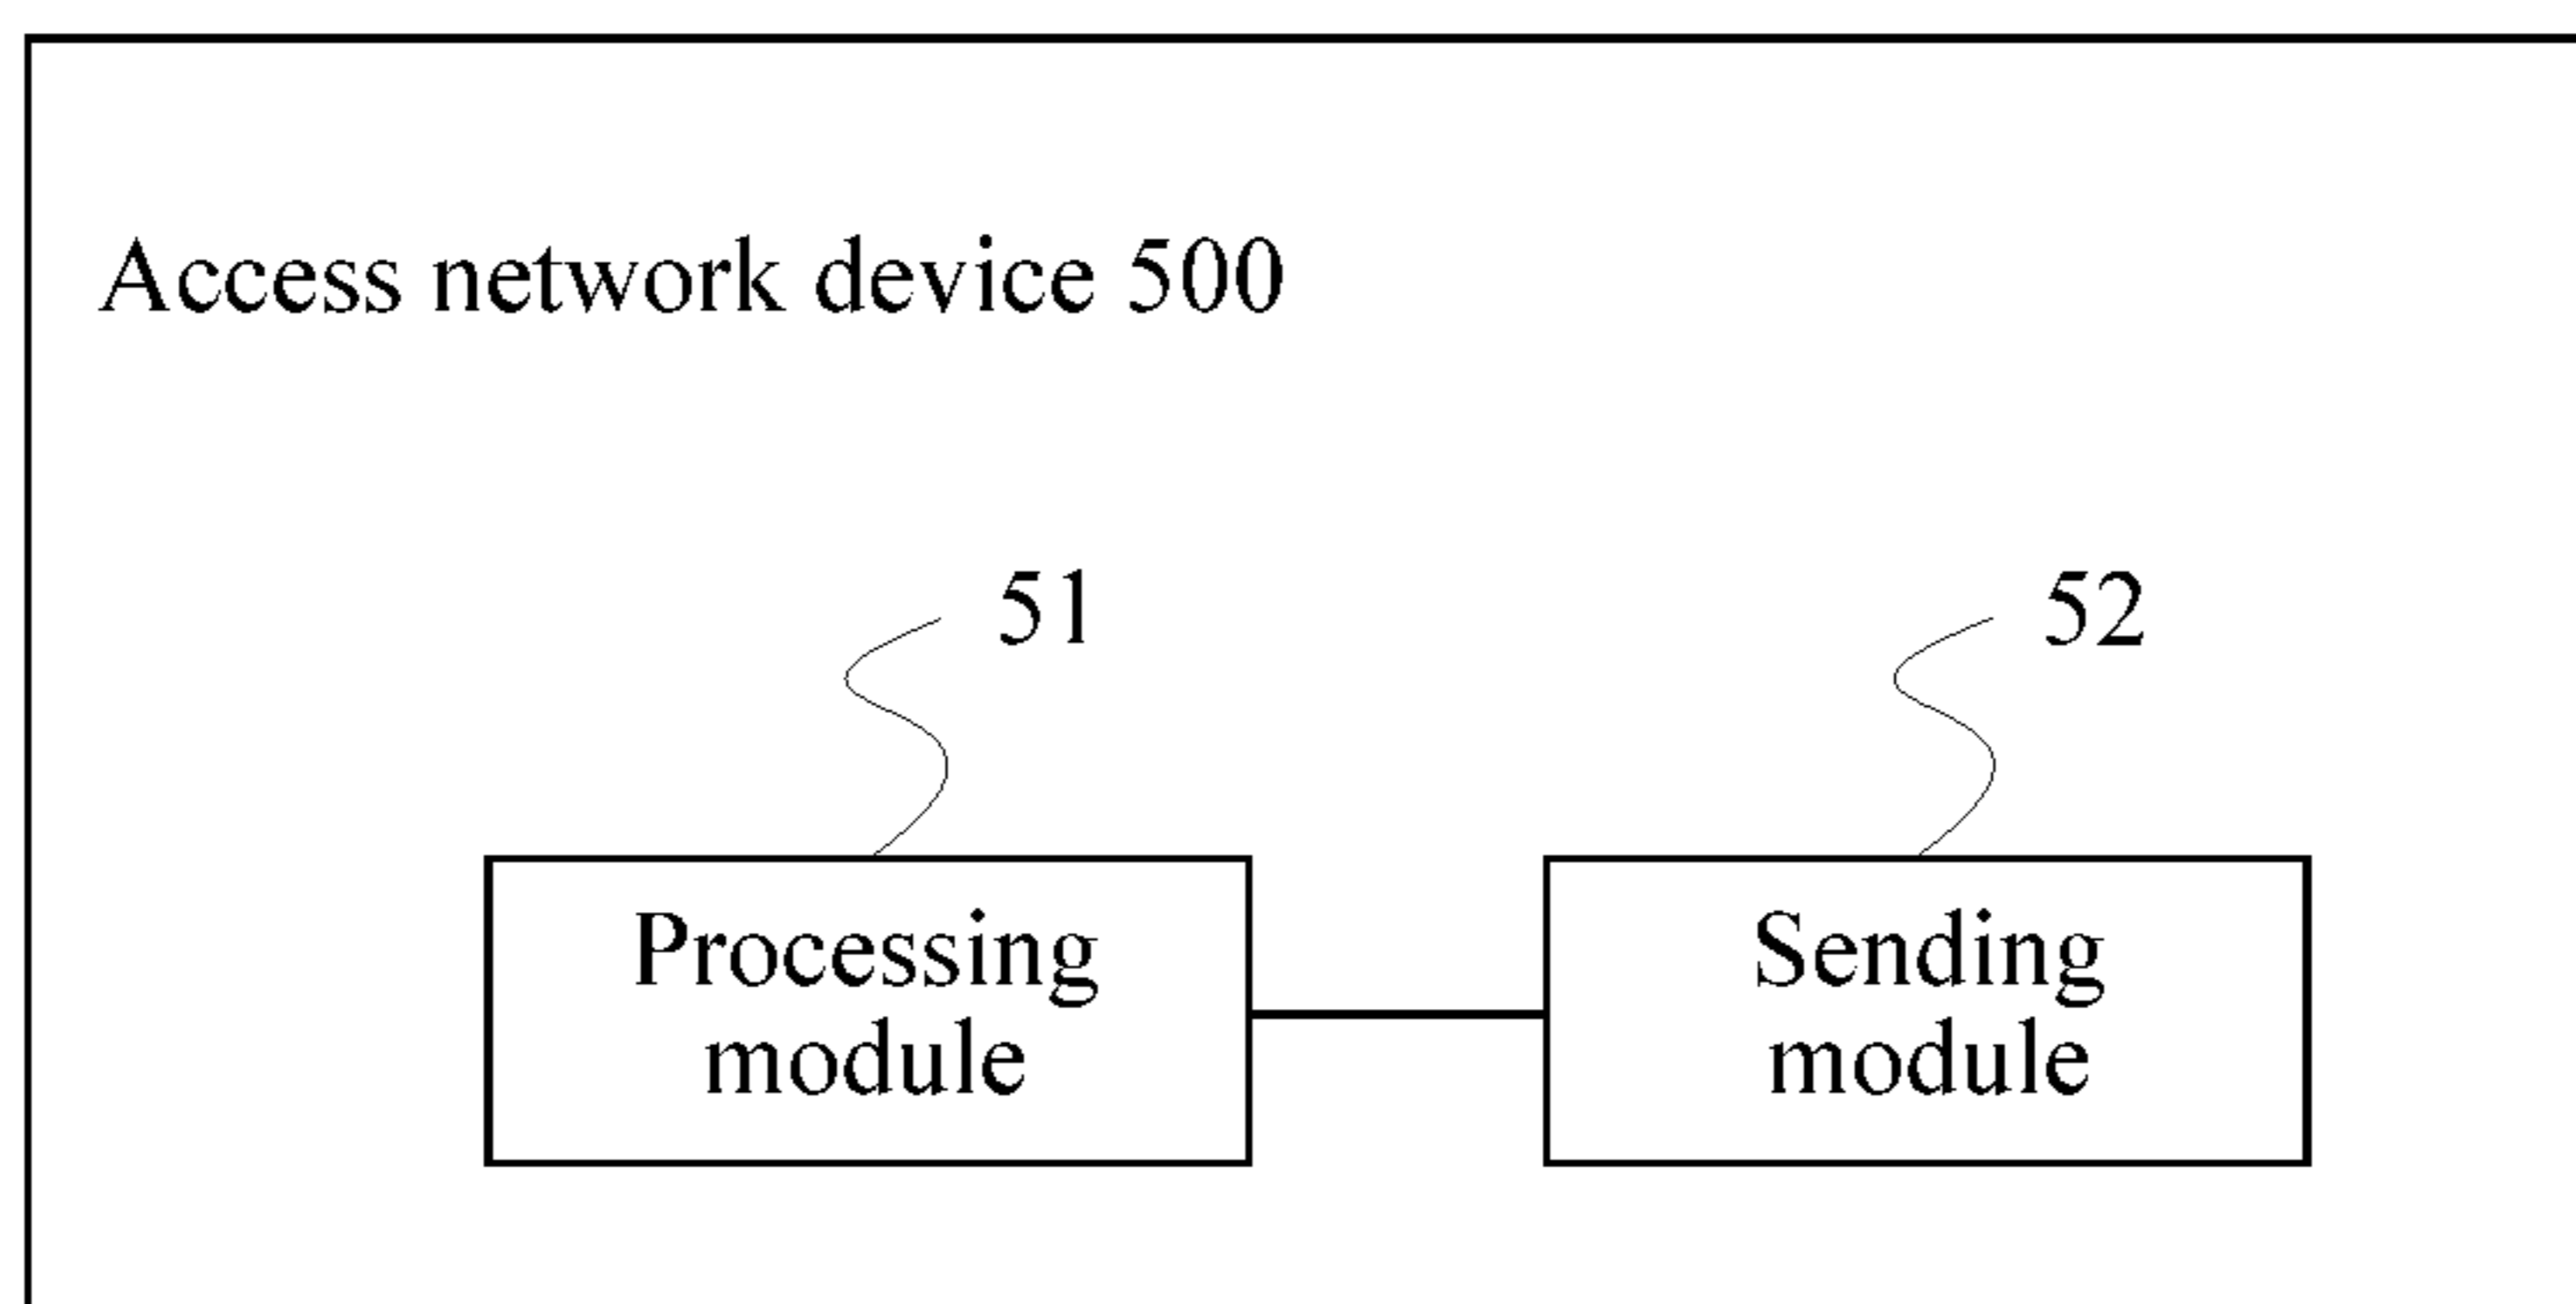 Access network device 500
51
52
Processing
module
Sending
module